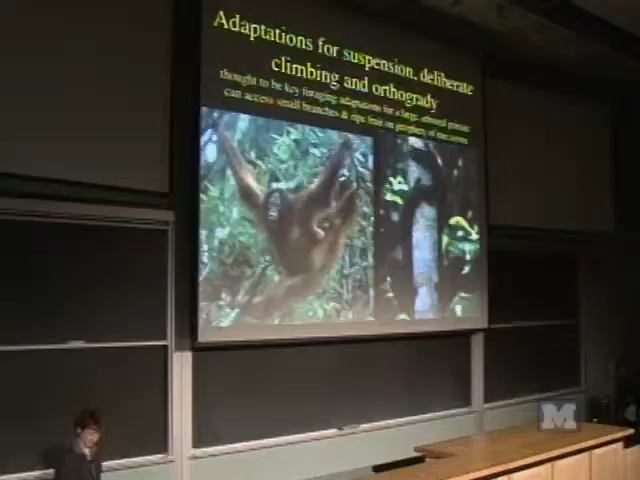 Adaptations for suspension, deliberate
climbing and orthogrady
thought to be key foraging adaptations for a large arboreal primate
can access small branches & ripe fruit on periphery of tree crowns
M